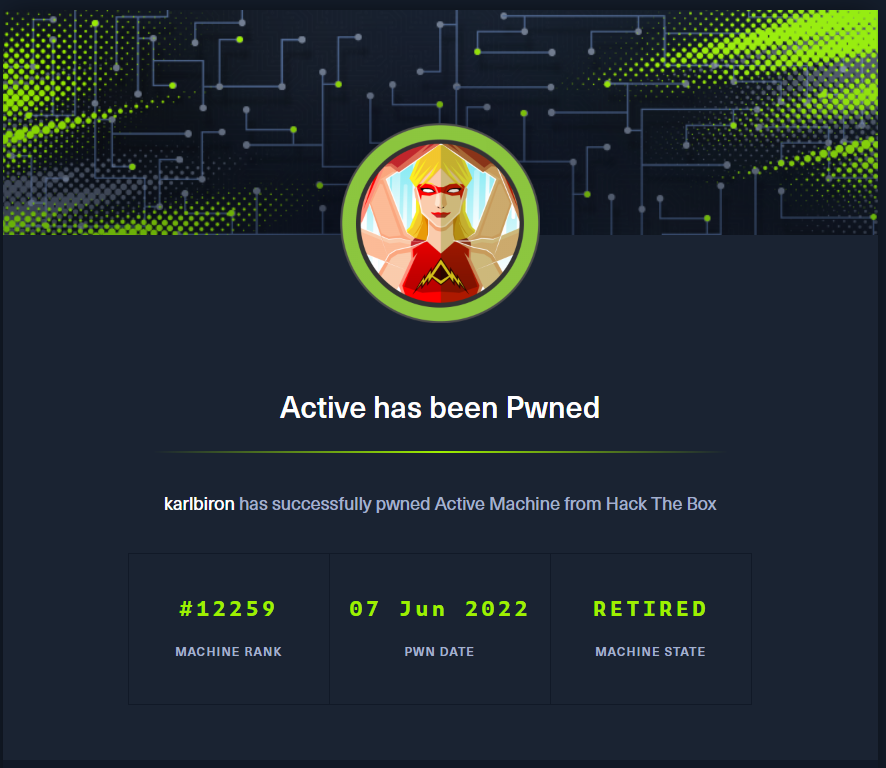 Active has been Pwned
karlbiron has successfully pwned Active Machine from Hack The Box
#12259 07 Jun 2022 RETIRED
MACHINE RANK PWN DATE MACHINE STATE